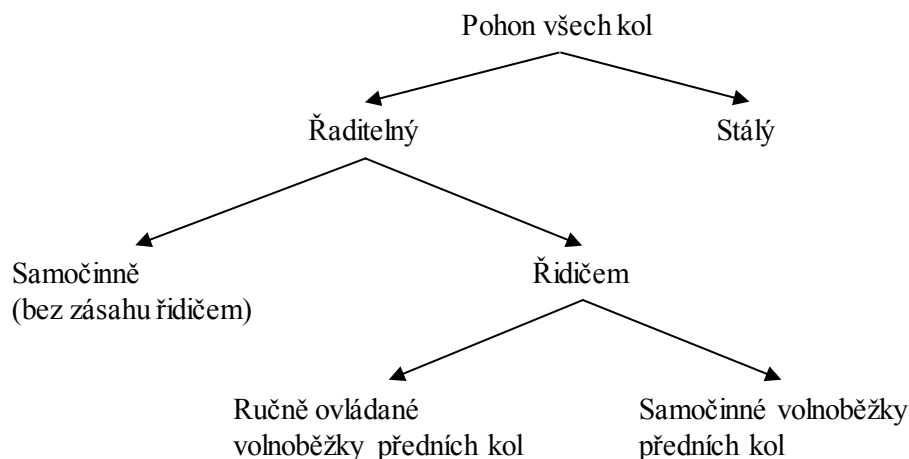 Pohon všech kol
Řaditelný
Stálý
Samočinně
(bez zásahu řidičem)
Řidičem
Ručně ovládané
volnoběžky předních kol
Samočinné volnoběžky
předních kol